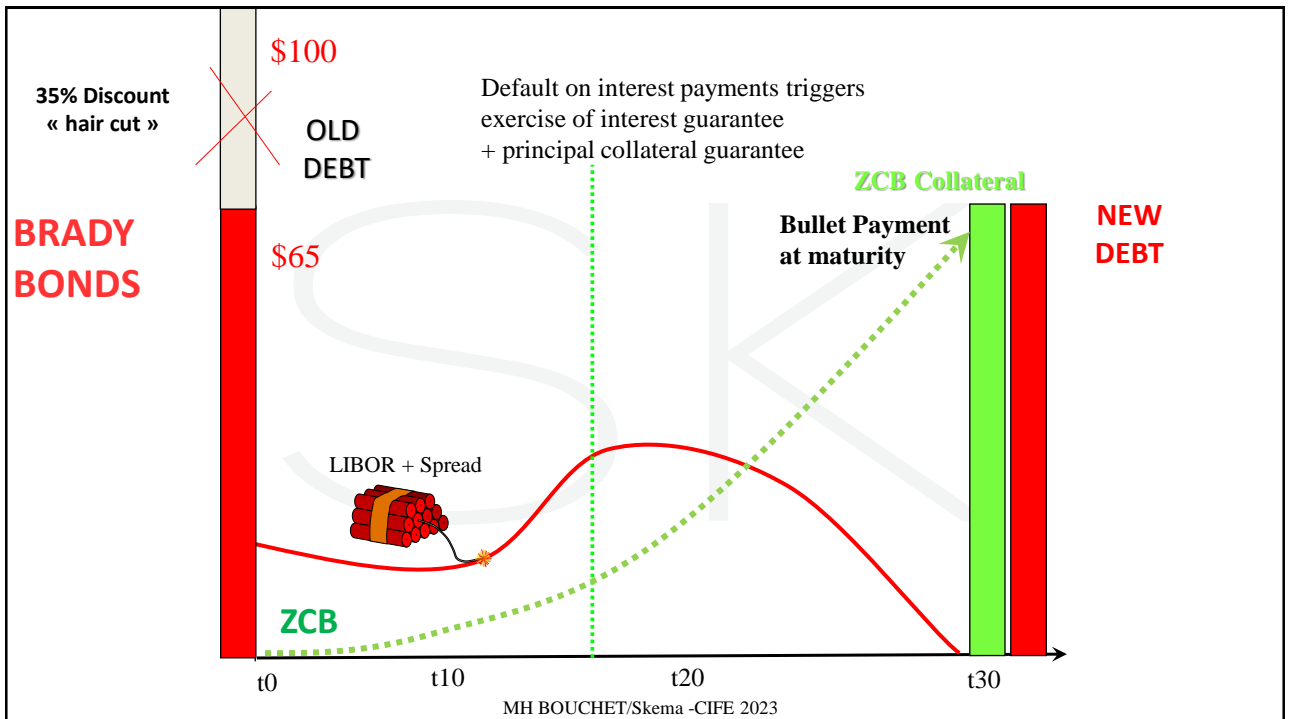 $100
35% Discount
« hair cut »
OLD
DEBT
Default on interest payments triggers
exercise of interest guarantee
+ principal collateral guarantee
ZCB Collateral
BRADY
BONDS
$65
Bullet Payment
at maturity
NEW
DEBT
LIBOR + Spread
ZCB
t0
t10
t20
t30
MH BOUCHET/Skema -CIFE 2023
SK